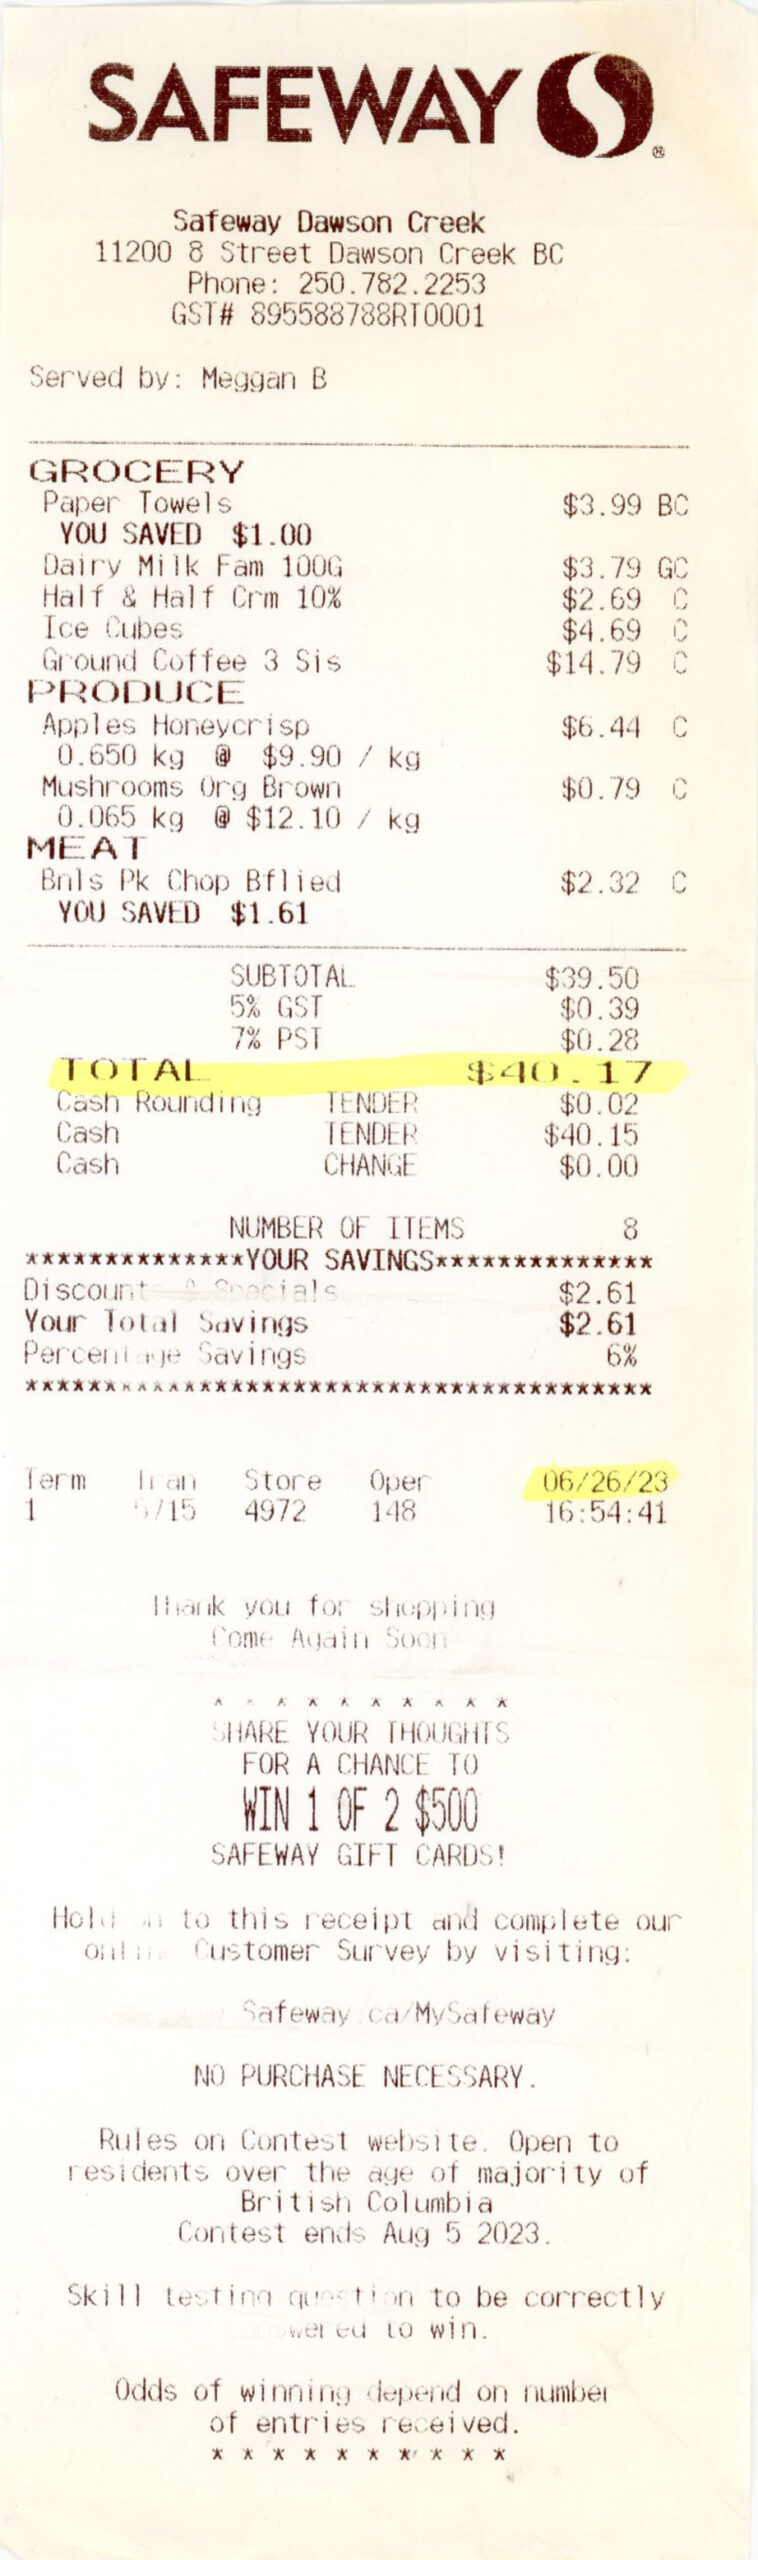 SAFEWAY
®
Safeway Dawson Creek
11200 8 Street Dawson Creek BC
Phone: 250.782.2253
GST# 895588788RT0001
Served by: Meggan B
GROCERY
Paper Towels $3.99 BC
YOU SAVED $1.00
Dairy Milk Fam 100G $3.79 GC
Half & Half Crm 10% $2.69 C
Ice Cubes $4.69 C
Ground Coffee 3 Sis $14.79 C
PRODUCE
Apples Honeycrisp $6.44 C
0.650 kg @ $9.90 / kg
Mushrooms Org Brown $0.79 C
0.065 kg @ $12.10 / kg
MEAT
Bnls Pk Chop Bflied $2.32 C
YOU SAVED $1.61
SUBTOTAL $39.50
5% GST $0.39
7% PST $0.28
TOTAL $40.17
Cash Rounding TENDER $0.02
Cash TENDER $40.15
Cash CHANGE $0.00
NUMBER OF ITEMS 8
**************YOUR SAVINGS**************
Discount & Specials $2.61
Your Total Savings $2.61
Percentage Savings 6%
****************************************
Term Tran Store Oper 06/26/23
1 4972 148 16:54:41
Thank you for shopping
Come Again Soon
* * * * * * * * * *
SHARE YOUR THOUGHTS
FOR A CHANCE TO
WIN 1 OF 2 $500
SAFEWAY GIFT CARDS!
Hold on to this receipt and complete our
online Customer Survey by visiting:
Safeway.ca/MySafeway
NO PURCHASE NECESSARY.
Rules on Contest website. Open to
residents over the age of majority of
British Columbia
Contest ends Aug 5 2023.
Skill testing question to be correctly
to win.
Odds of winning depend on number
of entries received.
* * * * * * * * * *